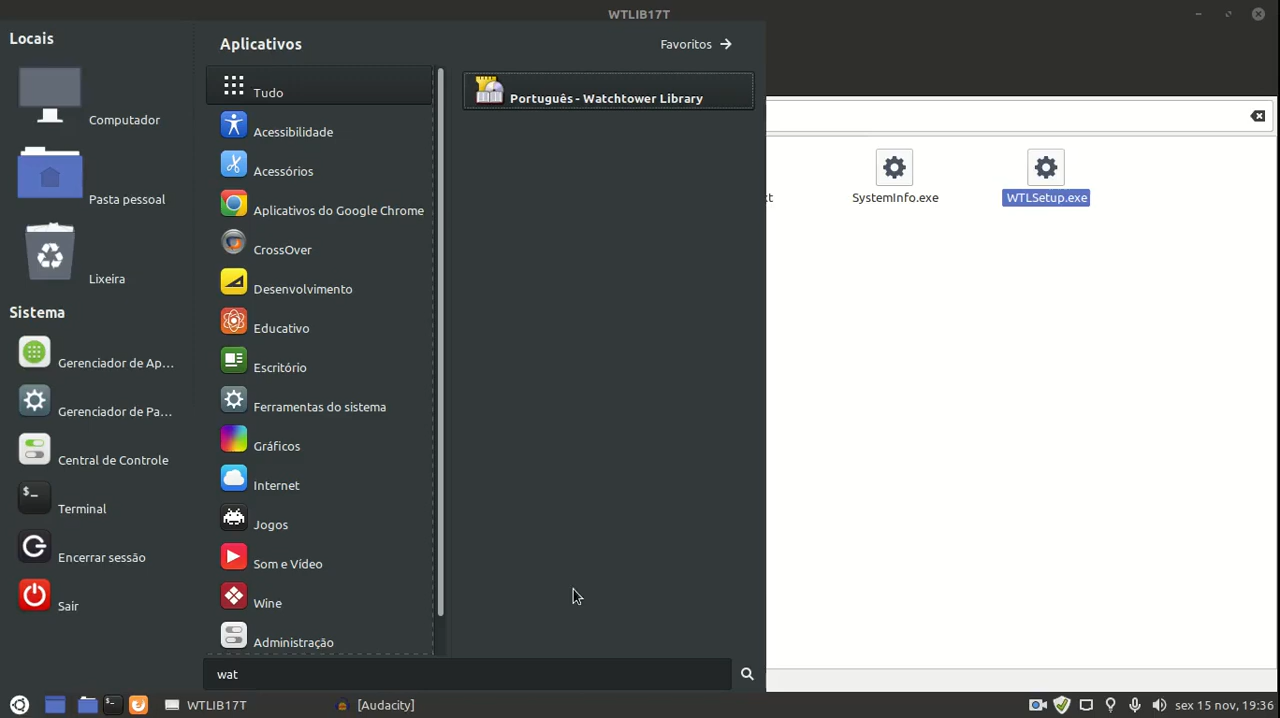 WTLIB17T
Locais
Computador
Pasta pessoal
Lixeira
Sistema
Gerenciador de Ap...
Gerenciador de Pa...
Central de Controle
Terminal
Encerrar sessão
Sair
Aplicativos
Favoritos
Tudo
Acessibilidade
Acessórios
Aplicativos do Google Chrome
CrossOver
Desenvolvimento
Educativo
Escritório
Ferramentas do sistema
Gráficos
Internet
Jogos
Som e Vídeo
Wine
Administração
Português - Watchtower Library
wat
SystemInfo.exe
WTLSetup.exe
WTLIB17T
[Audacity]
sex 15 nov, 19:36